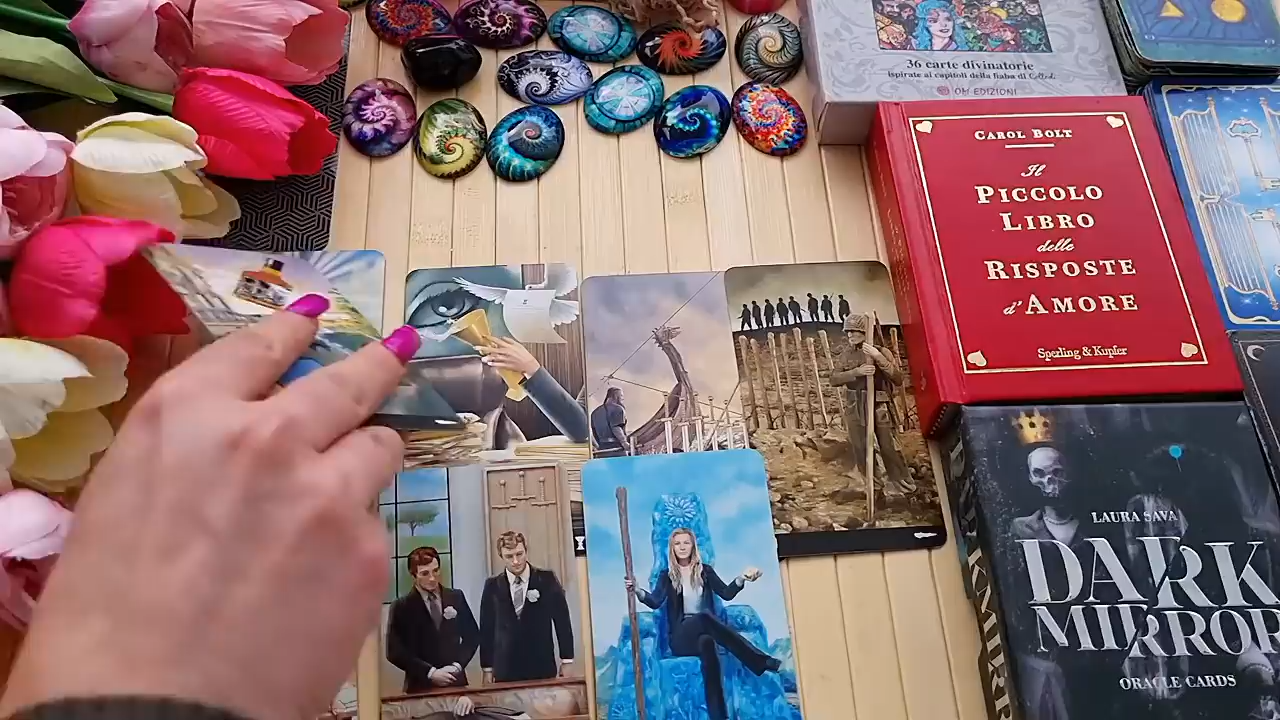 36 carte divinatorie
ispirate ai capitoli della fiaba di Collodi
OM EDIZIONI
CAROL BOLT
Il
PICCOLO
LIBRO
delle
RISPOSTE
d'AMORE
Sperling & Kupfer
LAURA SAVA
DARK
MIRROR
ORACLE CARDS